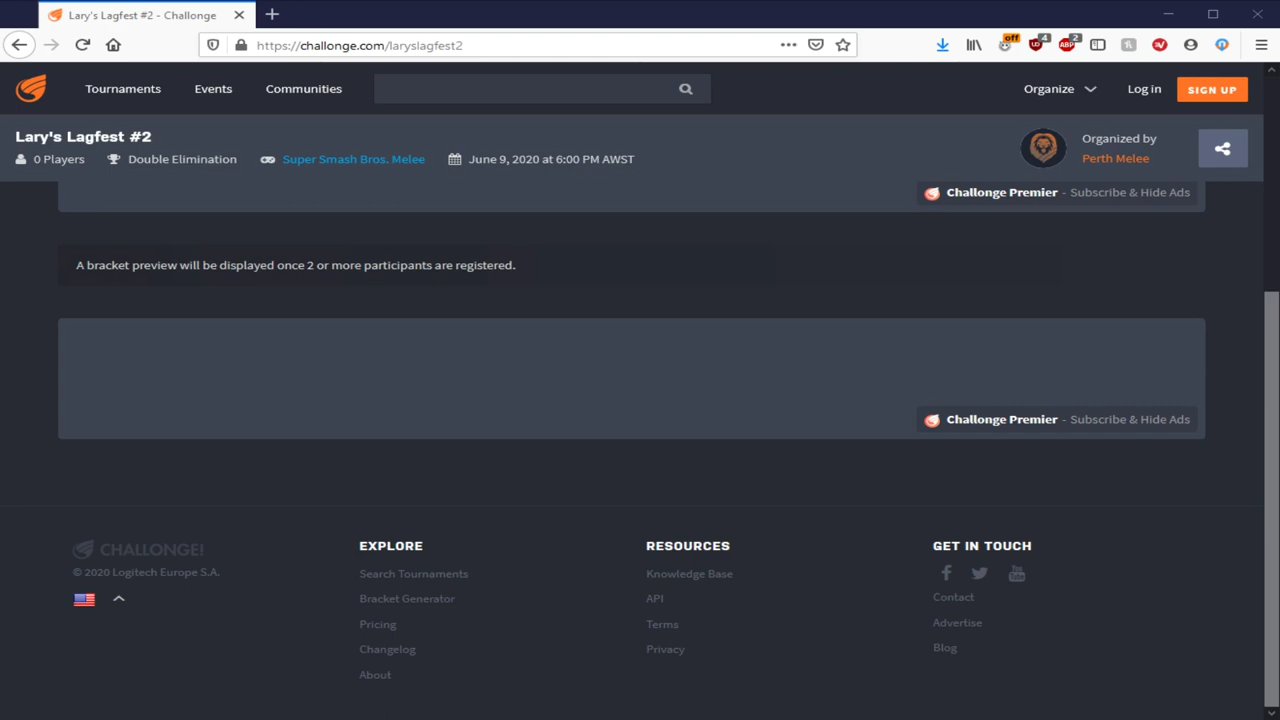 Lary's Lagfest #2 - Challonge
https://challonge.com/laryslagfest2
off
4
2
Tournaments Events Communities Organize Log in SIGN UP
Lary's Lagfest #2
0 Players Double Elimination Super Smash Bros. Melee June 9, 2020 at 6:00 PM AWST
Organized by
Perth Melee
Challonge Premier - Subscribe & Hide Ads
A bracket preview will be displayed once 2 or more participants are registered.
Challonge Premier - Subscribe & Hide Ads
CHALLONGE!
© 2020 Logitech Europe S.A.
EXPLORE
Search Tournaments
Bracket Generator
Pricing
Changelog
About
RESOURCES
Knowledge Base
API
Terms
Privacy
GET IN TOUCH
Contact
Advertise
Blog